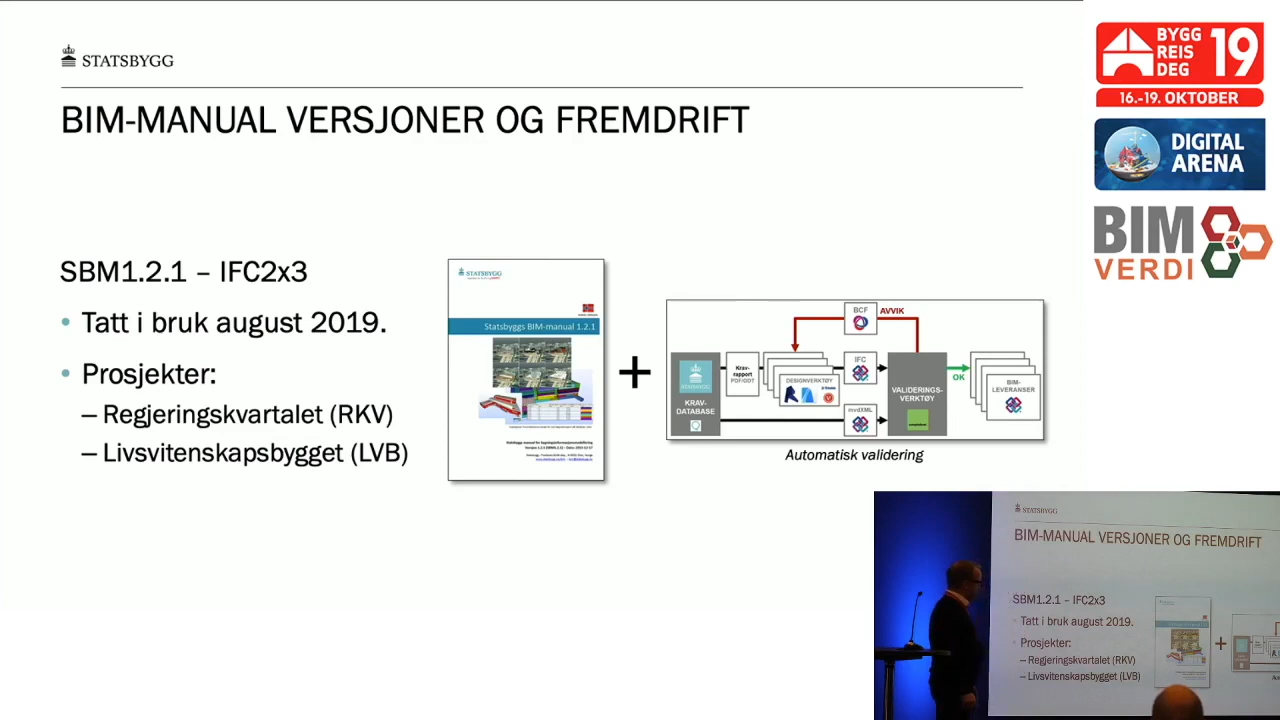 STATSBYGG
BIM-MANUAL VERSJONER OG FREMDRIFT
SBM1.2.1 – IFC2x3
• Tatt i bruk august 2019.
• Prosjekter:
– Regjeringskvartalet (RKV)
– Livsvitenskapsbygget (LVB)
STATSBYGG
Statsbyggs BIM-manual 1.2.1
+
BCF
AVVIK
STATSBYGG
KRAV-
DATABASE
Krav-
rapport
PDF/GDT
DESIGNVERKTØY
IFC
mvdXML
VALIDERINGS-
VERKTØY
OK
BIM-
LEVERANSER
Automatisk validering
BYGG
REIS
DEG
19
16.-19. OKTOBER
DIGITAL
ARENA
BIM
VERDI
STATSBYGG
BIM-MANUAL VERSJONER OG FREMDRIFT
SBM1.2.1 – IFC2x3
Tatt i bruk august 2019.
Prosjekter:
– Regjeringskvartalet (RKV)
– Livsvitenskapsbygget (LVB)
+